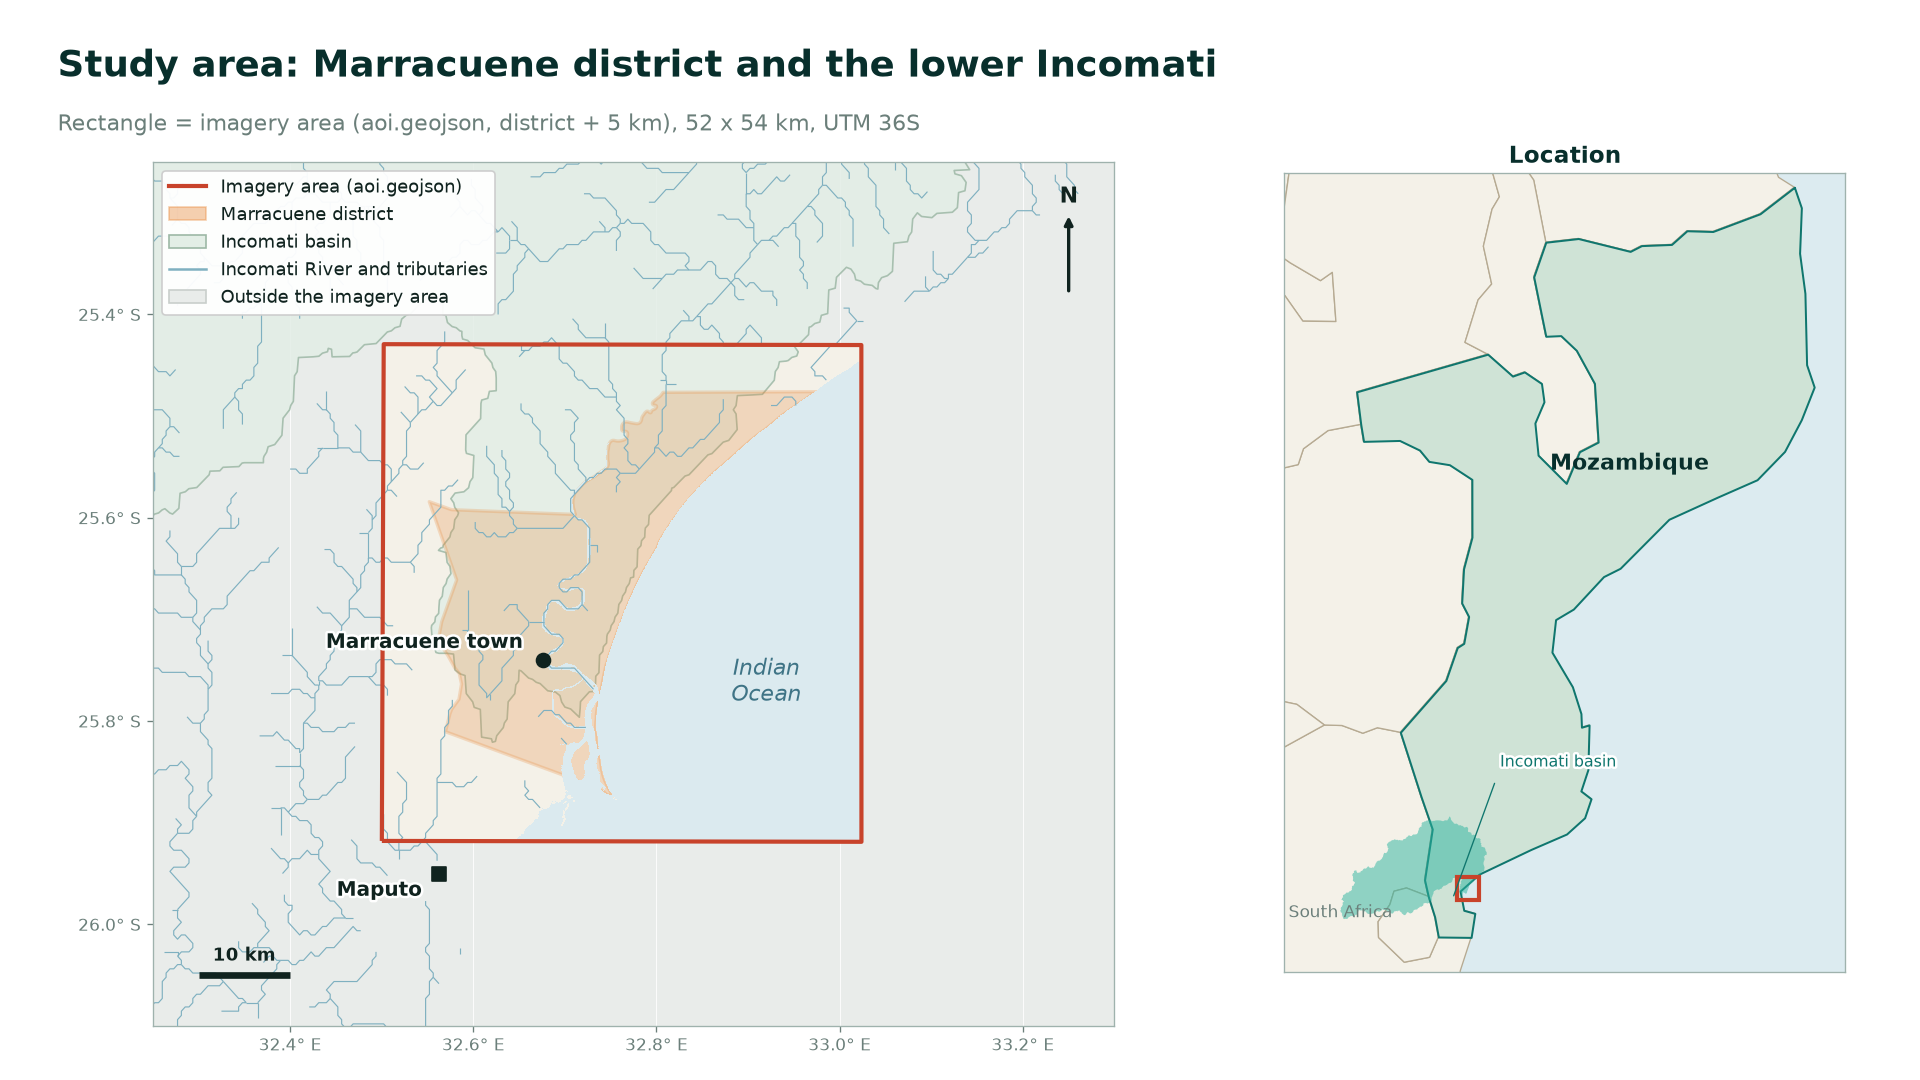 Study area: Marracuene district and the lower Incomati
Rectangle = imagery area (aoi.geojson, district + 5 km), 52 x 54 km, UTM 36S
Location
Imagery area (aoi.geojson)
Marracuene district
Incomati basin
Incomati River and tributaries
Outside the imagery area
N
25.4° S
25.6° S
25.8° S
26.0° S
Marracuene town
Indian
Ocean
Maputo
10 km
32.4° E
32.6° E
32.8° E
33.0° E
33.2° E
Mozambique
Incomati basin
South Africa